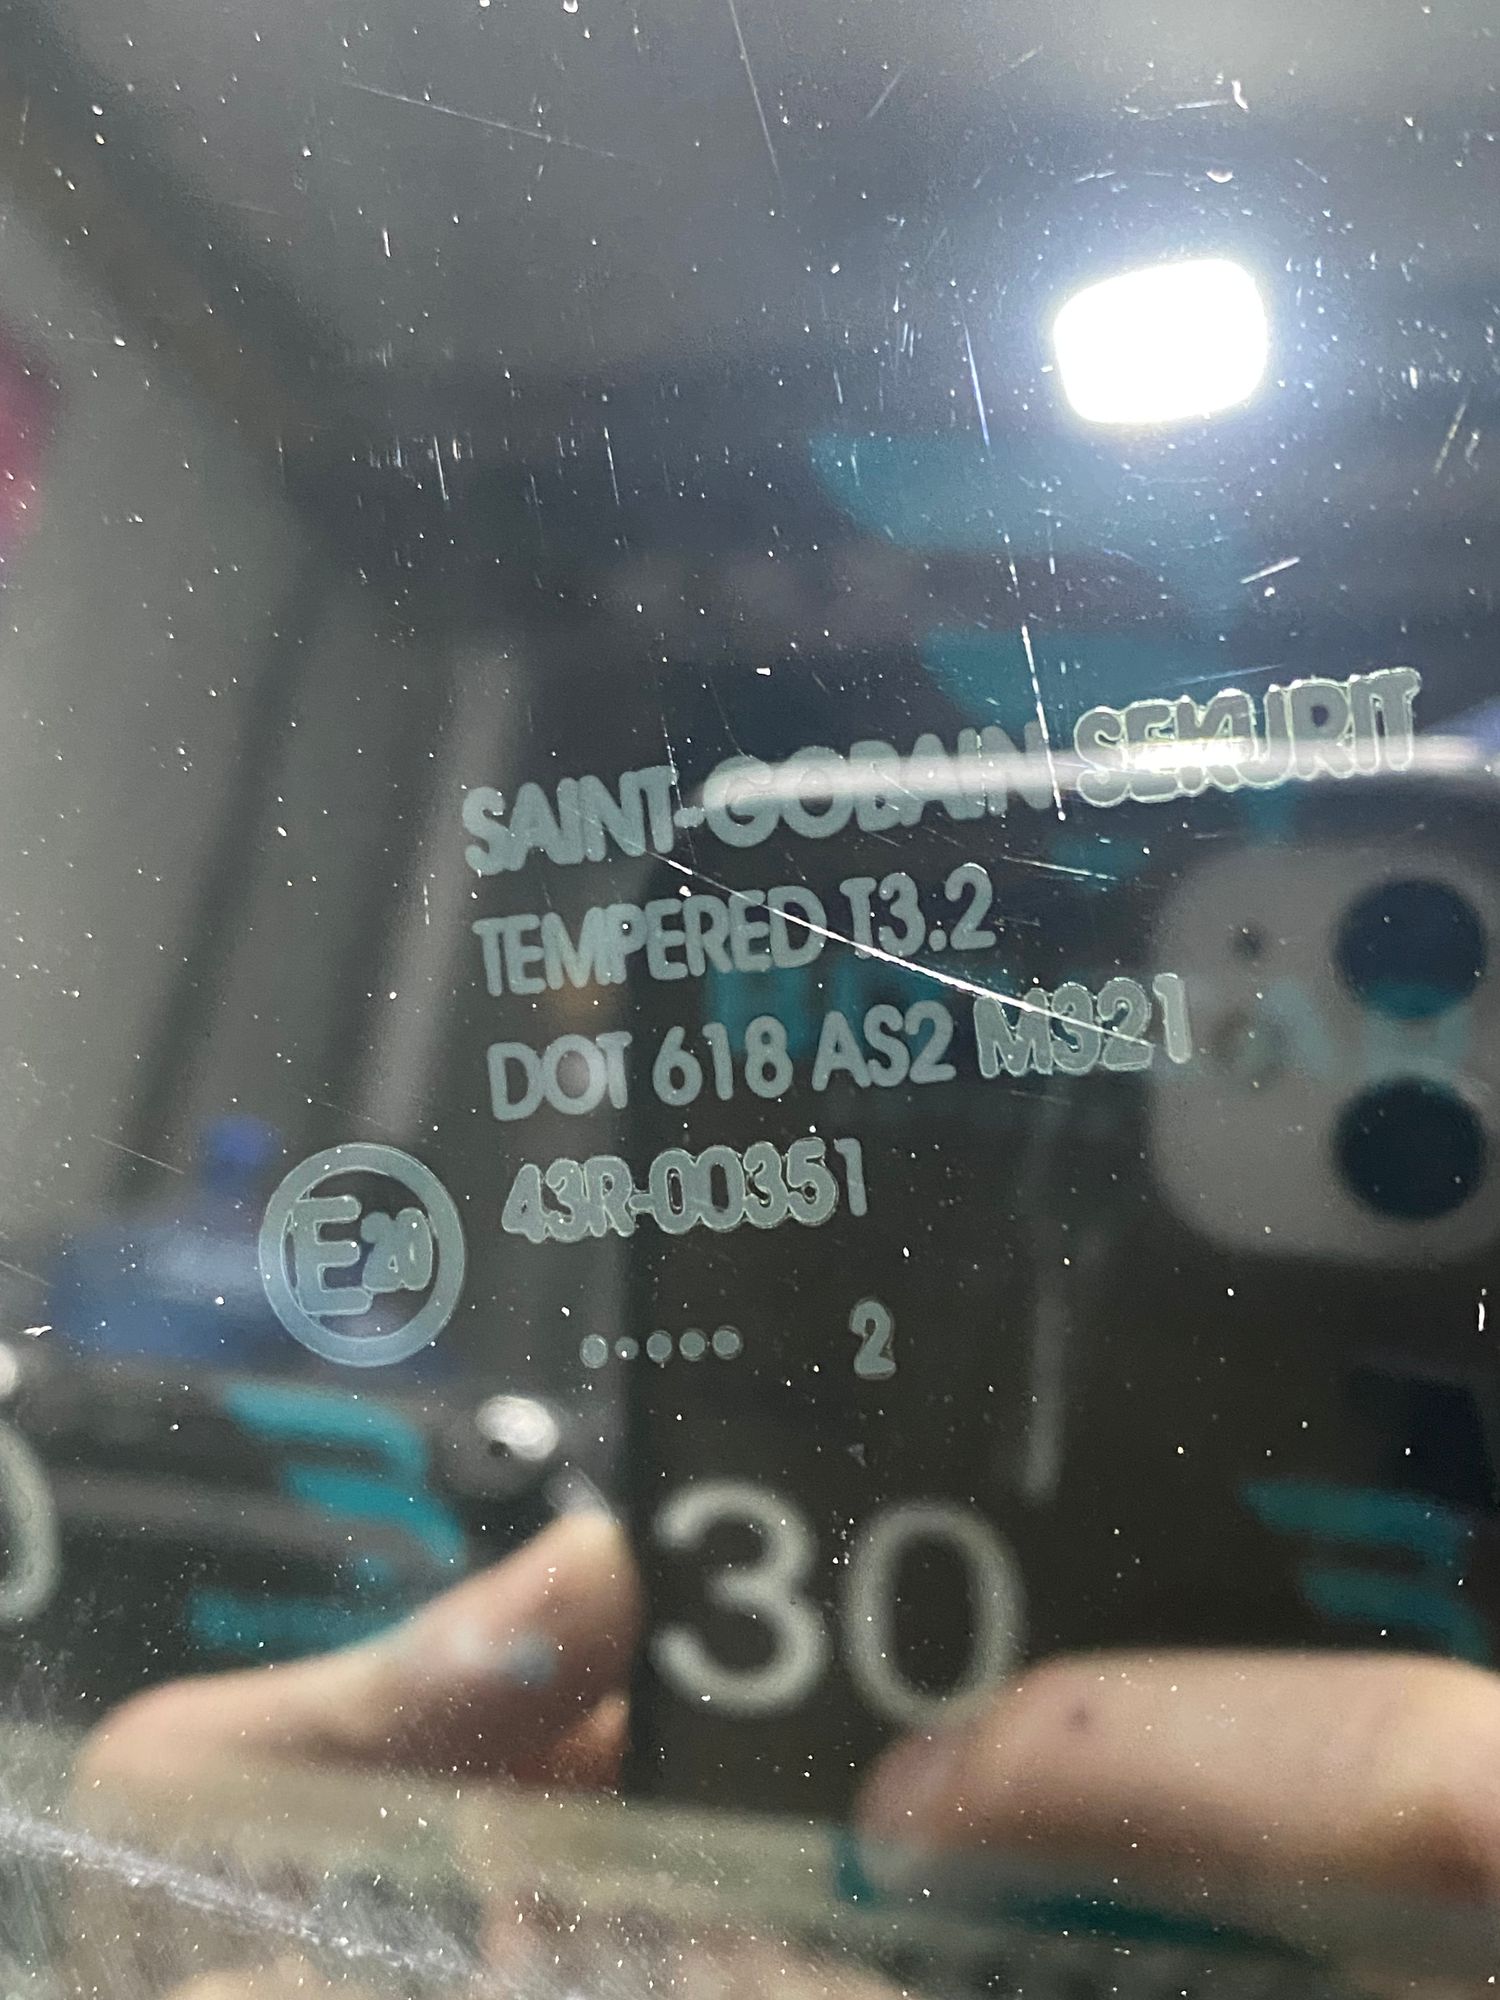 SAINT-GOBAIN SEKURIT
TEMPERED T3.2
DOT 618 AS2 M321
43R-00351
E20
..... 2
30